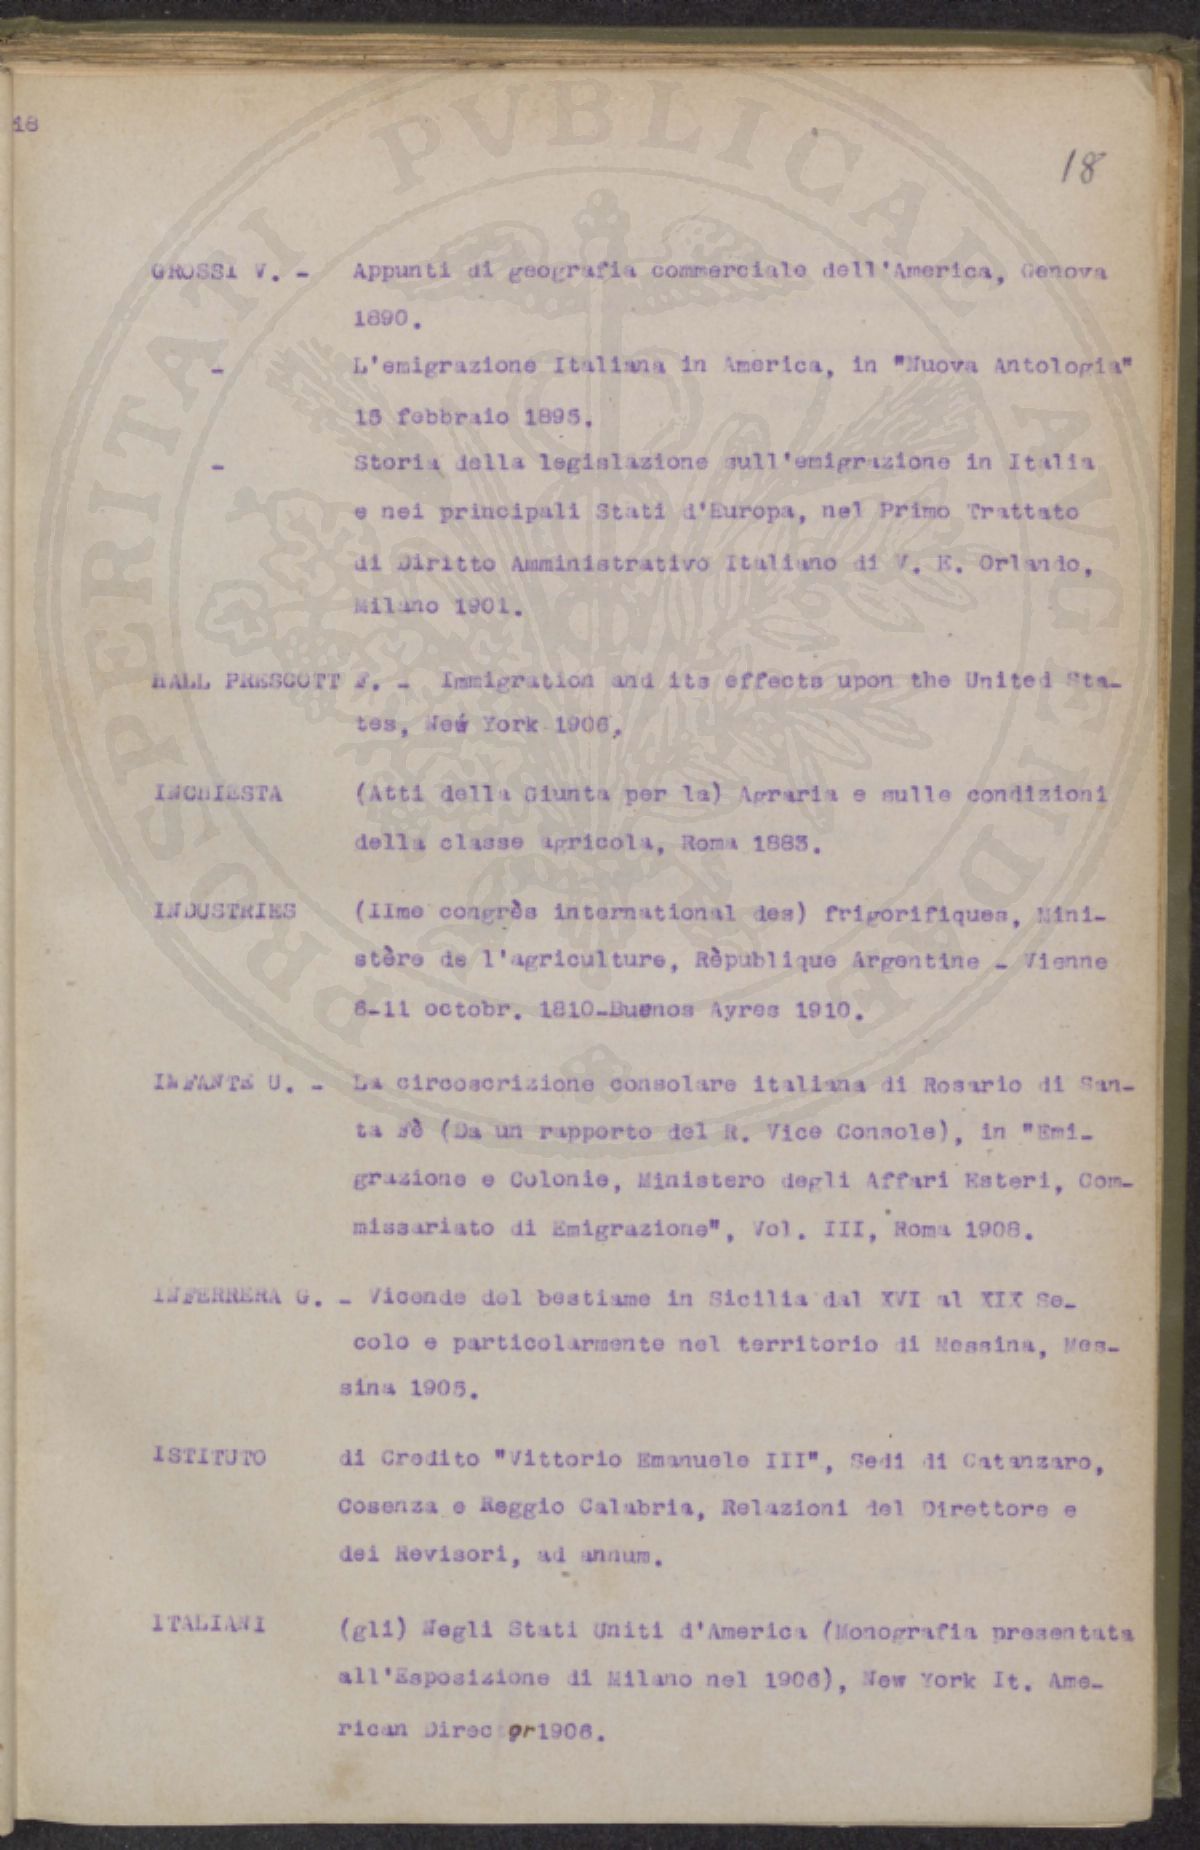 18
18
GROSSI V. - Appunti di geografia commerciale dell'America, Genova
1890.
- L'emigrazione Italiana in America, in "Nuova Antologia"
15 febbraio 1895.
- Storia della legislazione sull'emigrazione in Italia
e nei principali Stati d'Europa, nel Primo Trattato
di Diritto Amministrativo Italiano di V. E. Orlando,
Milano 1901.
HALL PRESCOTT F. - Immigration and its effects upon the United Sta-
tes, New York 1906.
INCHIESTA (Atti della Giunta per la) Agraria e sulle condizioni
della classe agricola, Roma 1883.
INDUSTRIES (IIme congrès international des) frigorifiques, Mini-
stère de l'agriculture, Rèpublique Argentine - Vienne
6-11 octobr. 1810-Buenos Ayres 1910.
INFANTE U. - La circoscrizione consolare italiana di Rosario di San-
ta Fè (Da un rapporto del R. Vice Console), in "Emi-
grazione e Colonie, Ministero degli Affari Esteri, Com-
missariato di Emigrazione", Vol. III, Roma 1908.
INFERRERA G. - Vicende del bestiame in Sicilia dal XVI al XIX Se-
colo e particolarmente nel territorio di Messina, Mes-
sina 1905.
ISTITUTO di Credito "Vittorio Emanuele III", Sedi di Catanzaro,
Cosenza e Reggio Calabria, Relazioni del Direttore e
dei Revisori, ad annum.
ITALIANI (gli) Negli Stati Uniti d'America (Monografia presentata
all'Esposizione di Milano nel 1906), New York It. Ame-
rican Director 1906.
PROSPERITATI PVBLICAE AVGENDAE